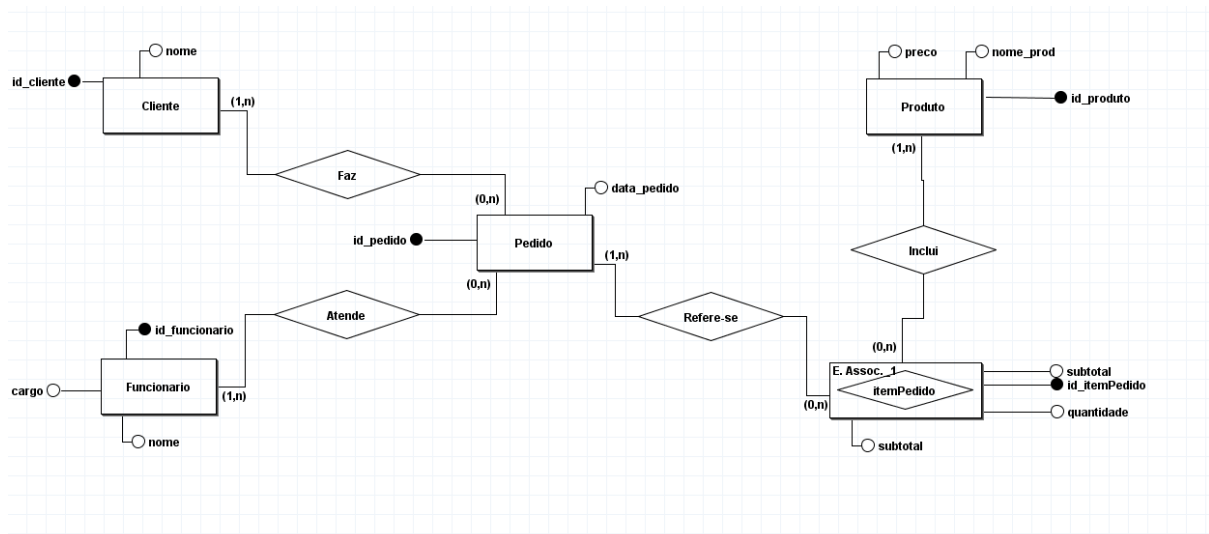 nome
id_cliente
Cliente
(1,n)
Faz
(0,n)
preco
nome_prod
Produto
id_produto
(1,n)
data_pedido
id_pedido
Pedido
(1,n)
(0,n)
Inclui
Atende
Refere-se
id_funcionario
cargo
Funcionario
(1,n)
nome
(0,n)
E. Assoc._1
itemPedido
(0,n)
subtotal
id_itemPedido
quantidade
subtotal